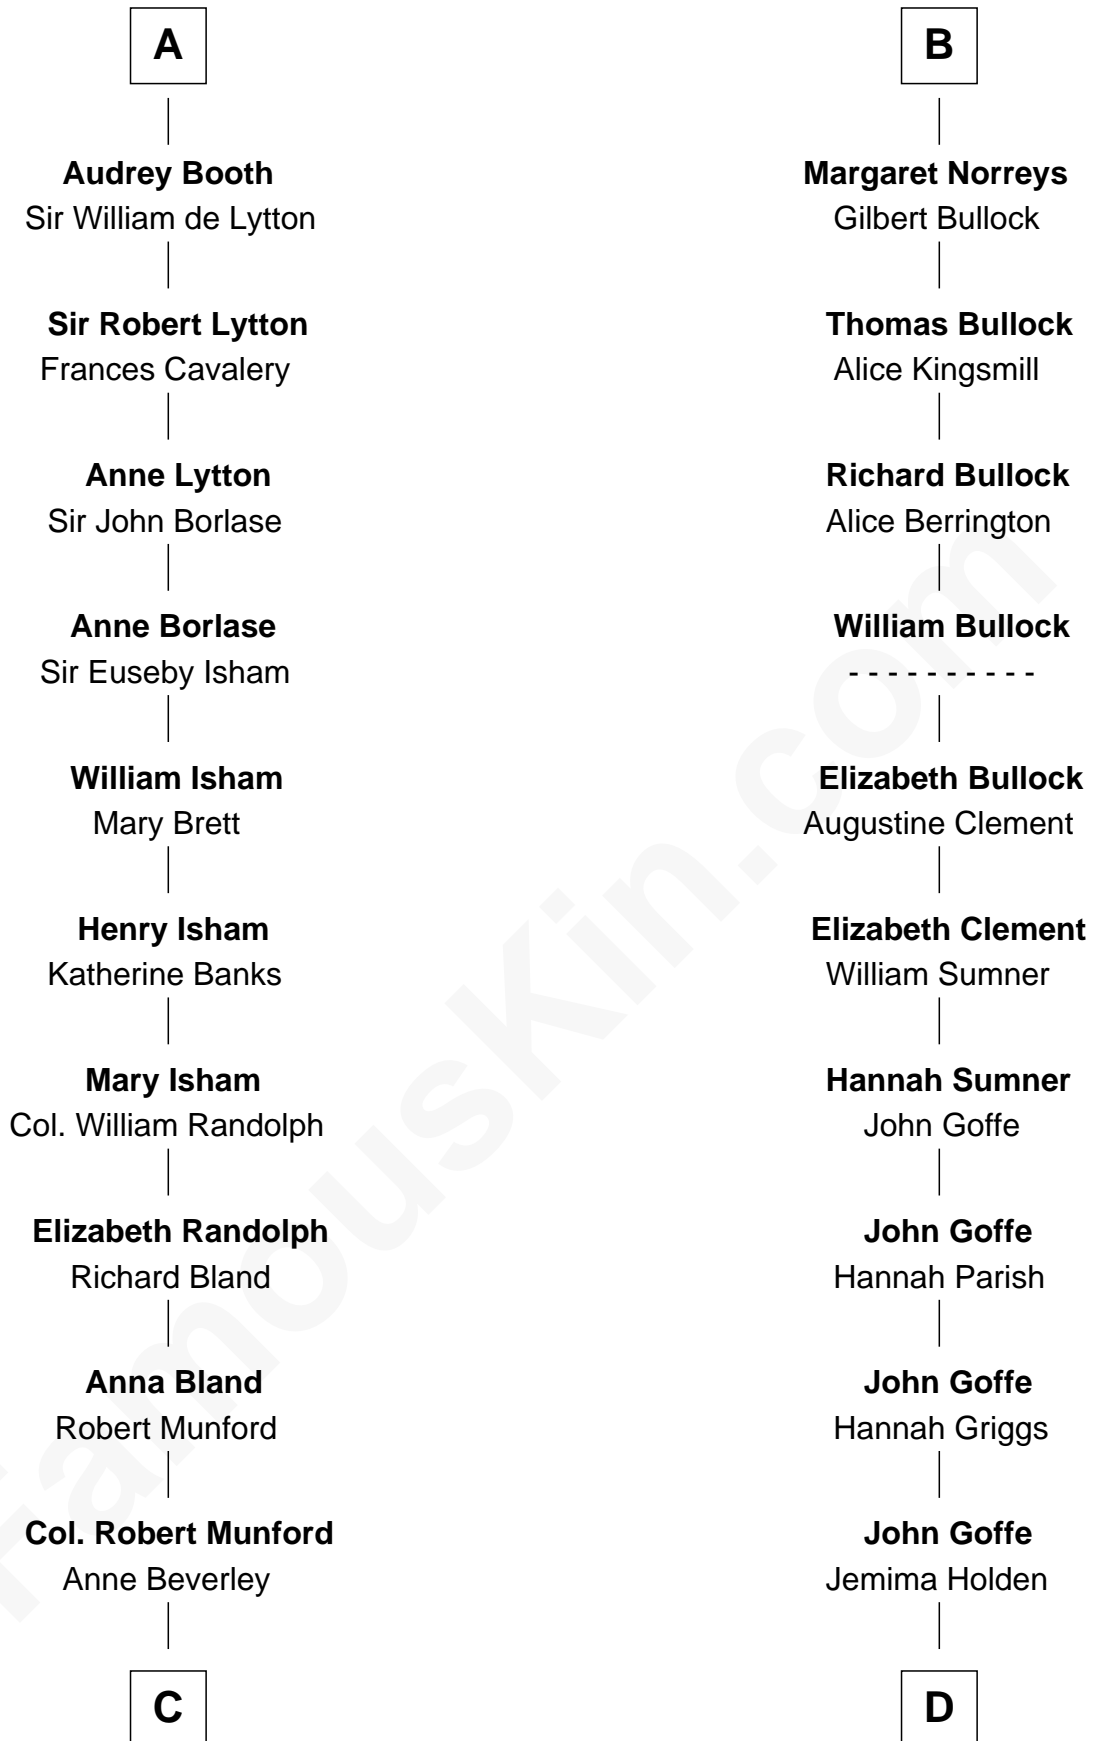 A
Audrey Booth
Sir William de Lytton
Sir Robert Lytton
Frances Cavalery
Anne Lytton
Sir John Borlase
Anne Borlase
Sir Euseby Isham
William Isham
Mary Brett
Henry Isham
Katherine Banks
Mary Isham
Col. William Randolph
Elizabeth Randolph
Richard Bland
Anna Bland
Robert Munford
Col. Robert Munford
Anne Beverley
C
B
Margaret Norreys
Gilbert Bullock
Thomas Bullock
Alice Kingsmill
Richard Bullock
Alice Berrington
William Bullock
- - - - - - - - - -
Elizabeth Bullock
Augustine Clement
Elizabeth Clement
William Sumner
Hannah Sumner
John Goffe
John Goffe
Hannah Parish
John Goffe
Hannah Griggs
John Goffe
Jemima Holden
D
FamousKin.com